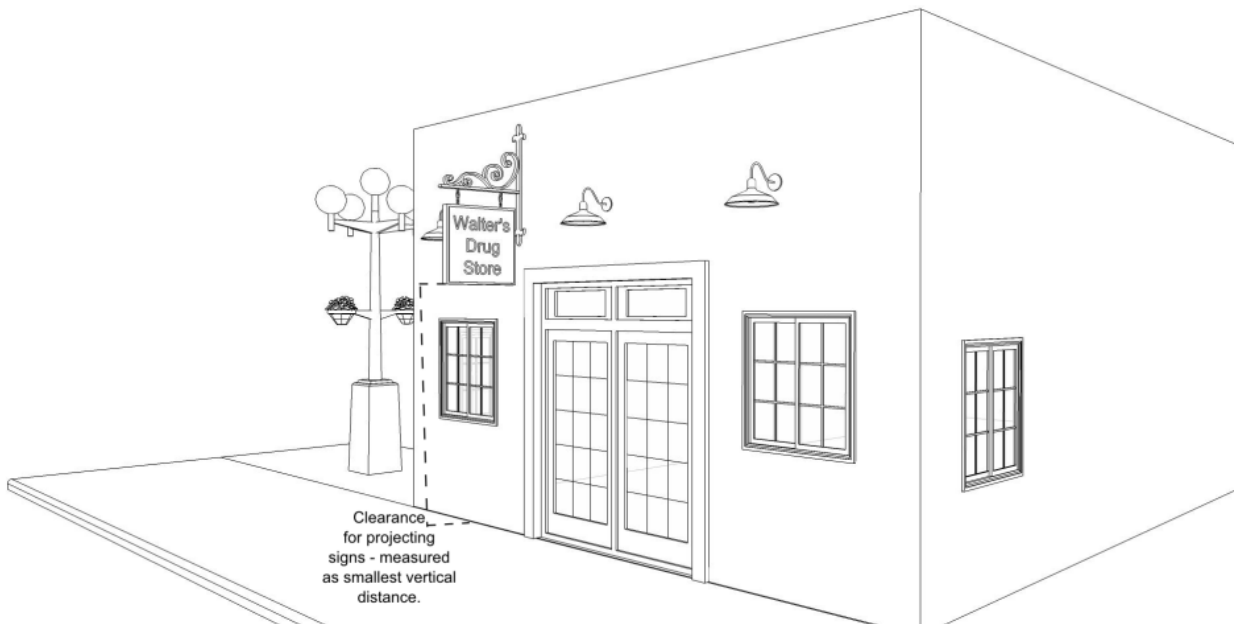 Walter's
Drug
Store
Clearance
for projecting
signs - measured
as smallest vertical
distance.